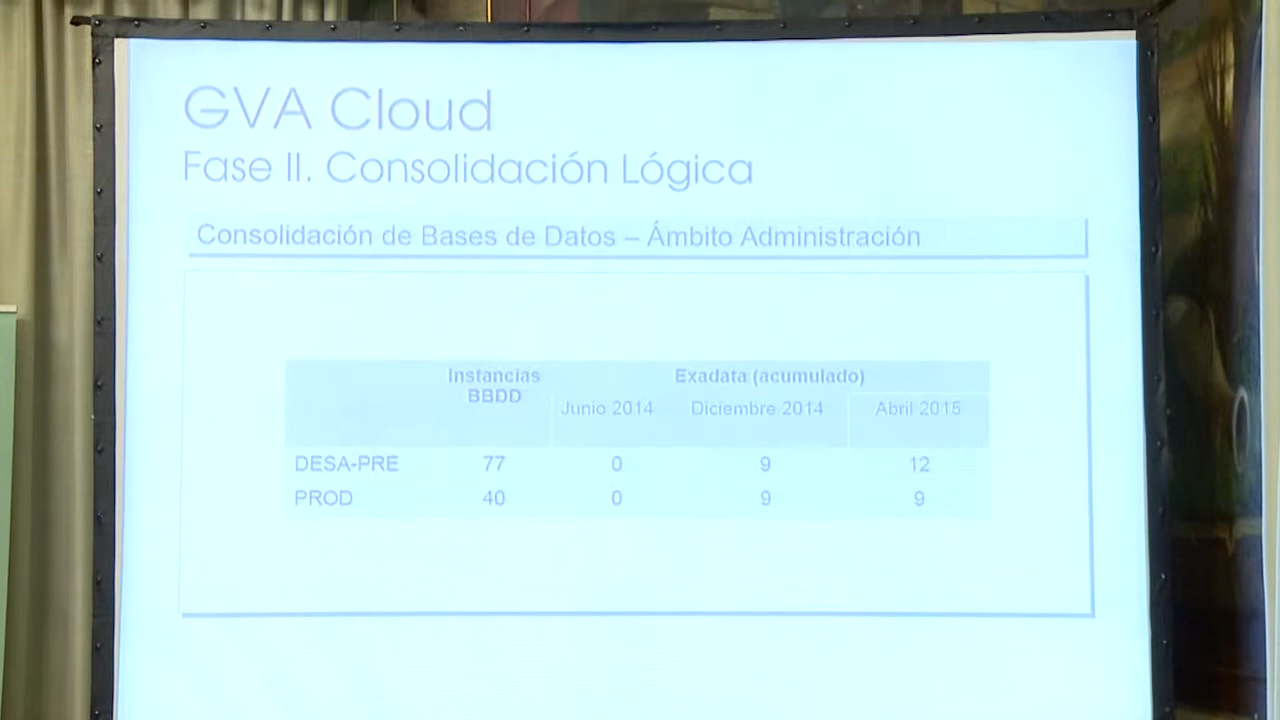 GVA Cloud
Fase II. Consolidación Lógica
Consolidación de Bases de Datos – Ámbito Administración
Instancias BBDD Exadata (acumulado)
Junio 2014 Diciembre 2014 Abril 2015
DESA-PRE 77 0 9 12
PROD 40 0 9 9